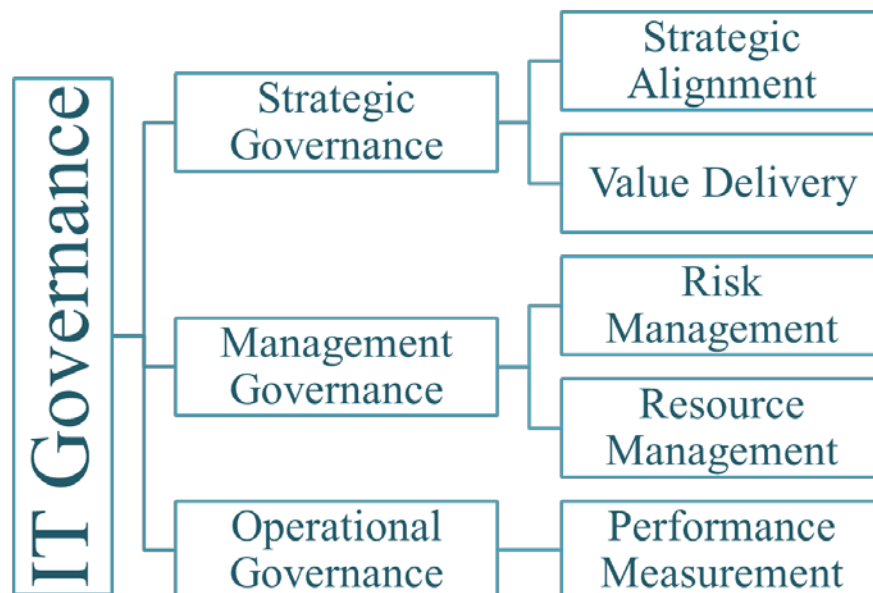 IT Governance
Strategic
Governance
Strategic
Alignment
Value Delivery
Management
Governance
Risk
Management
Resource
Management
Operational
Governance
Performance
Measurement